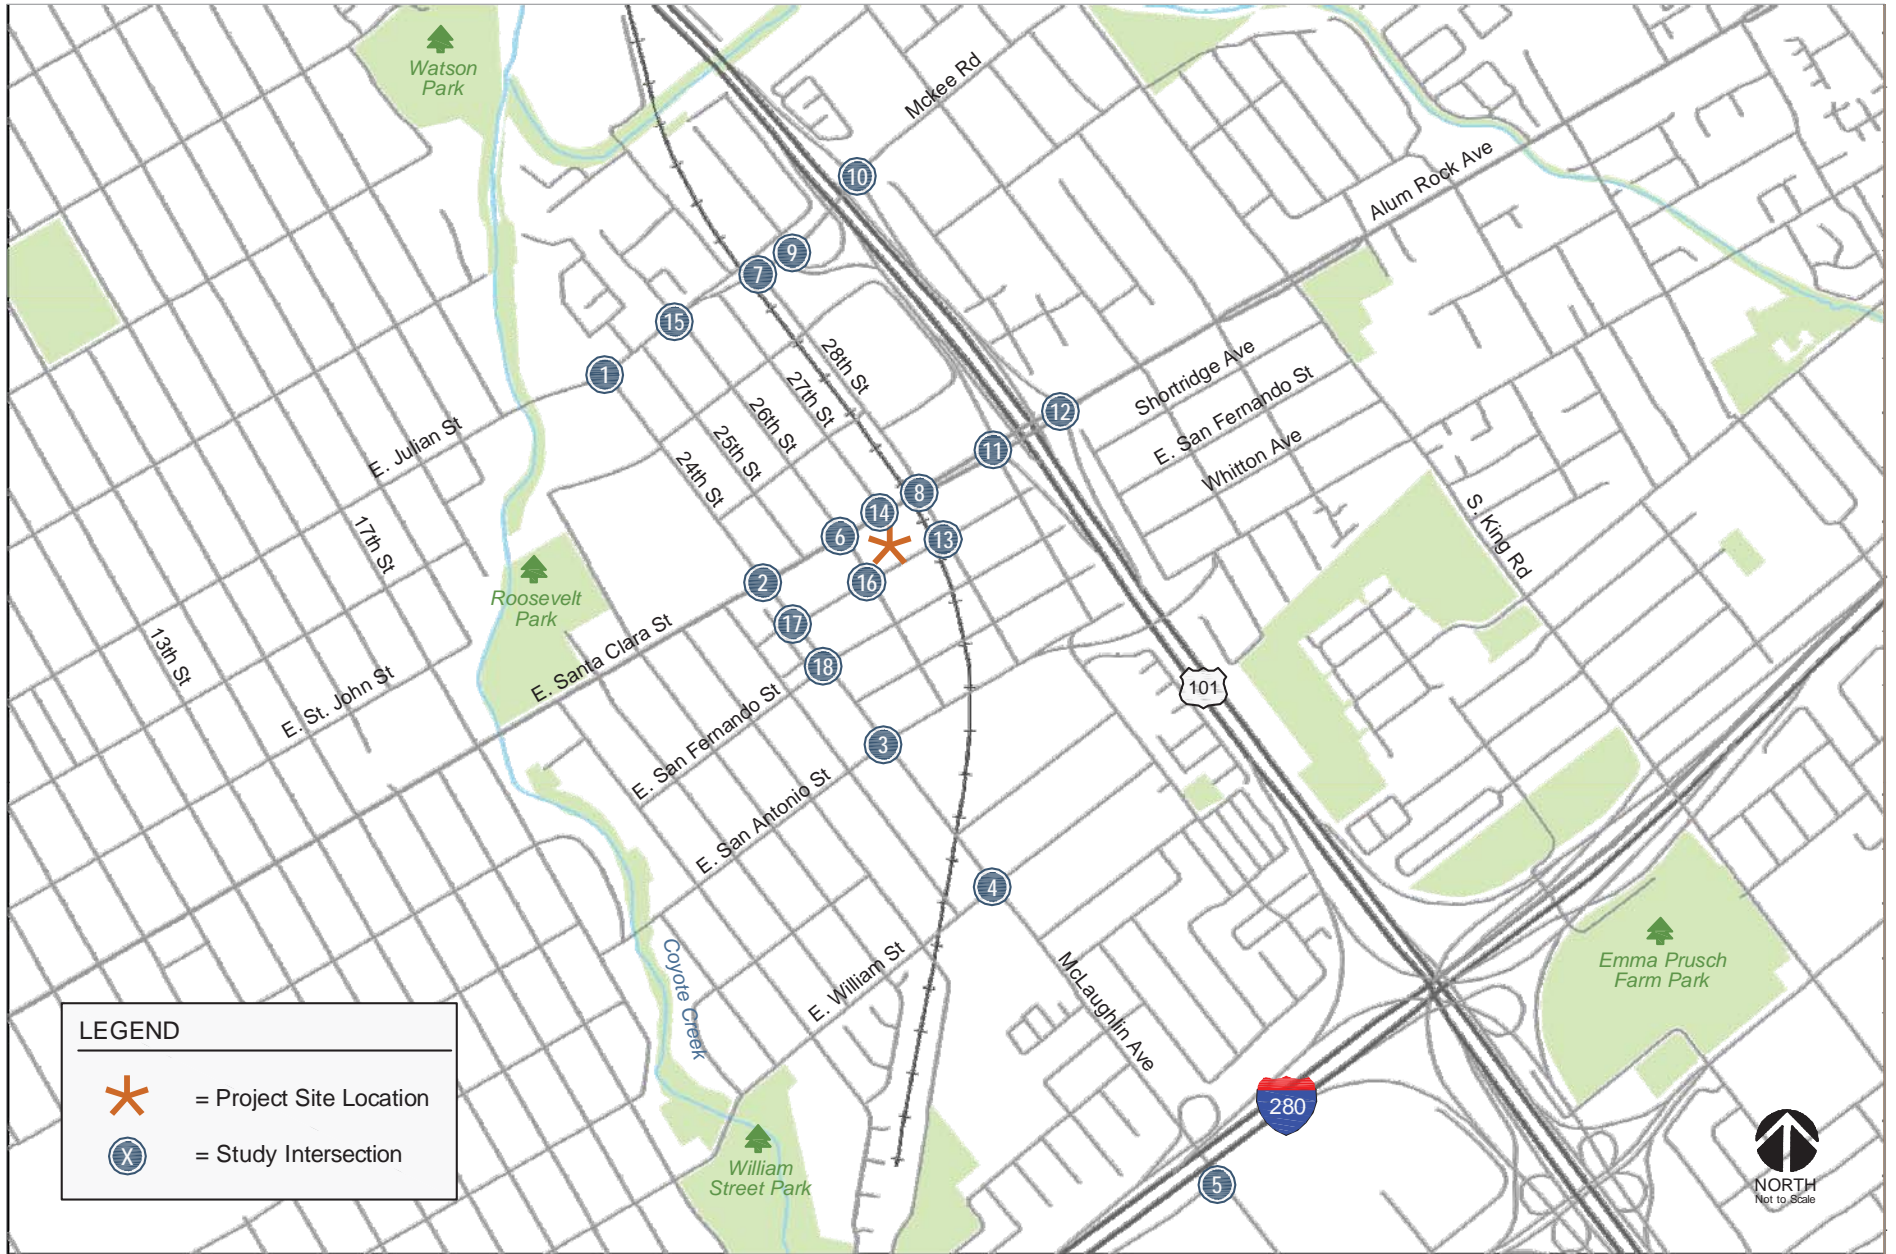 Watson
Park
Mckee Rd
10
Alum Rock Ave
9
7
15
28th St
1
27th St
Shortridge Ave
26th St
12
E. San Fernando St
E. Julian St
25th St
11
Whitton Ave
24th St
8
14
S. King Rd
17th St
6
13
2
16
Roosevelt
Park
17
E. Santa Clara St
13th St
18
E. St. John St
101
E. San Fernando St
3
E. San Antonio St
4
Coyote Creek
E. William St
McLaughlin Ave
Emma Prusch
Farm Park
LEGEND
= Project Site Location
X
= Study Intersection
280
William
Street Park
5
NORTH
Not to Scale